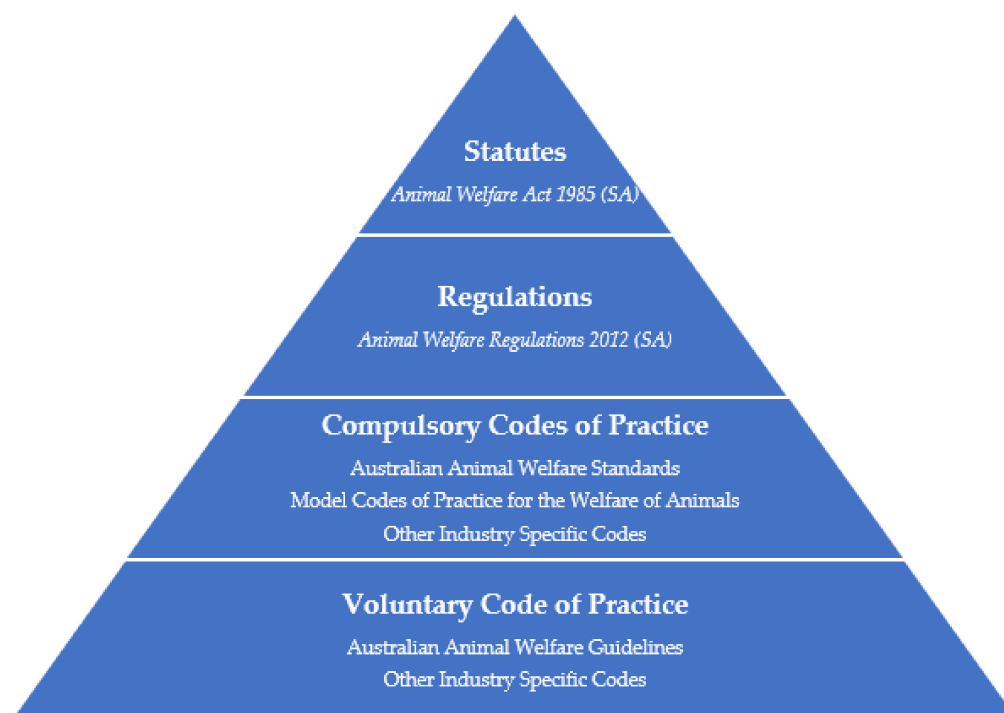 Statutes
Animal Welfare Act 1985 (SA)
Regulations
Animal Welfare Regulations 2012 (SA)
Compulsory Codes of Practice
Australian Animal Welfare Standards
Model Codes of Practice for the Welfare of Animals
Other Industry Specific Codes
Voluntary Code of Practice
Australian Animal Welfare Guidelines
Other Industry Specific Codes